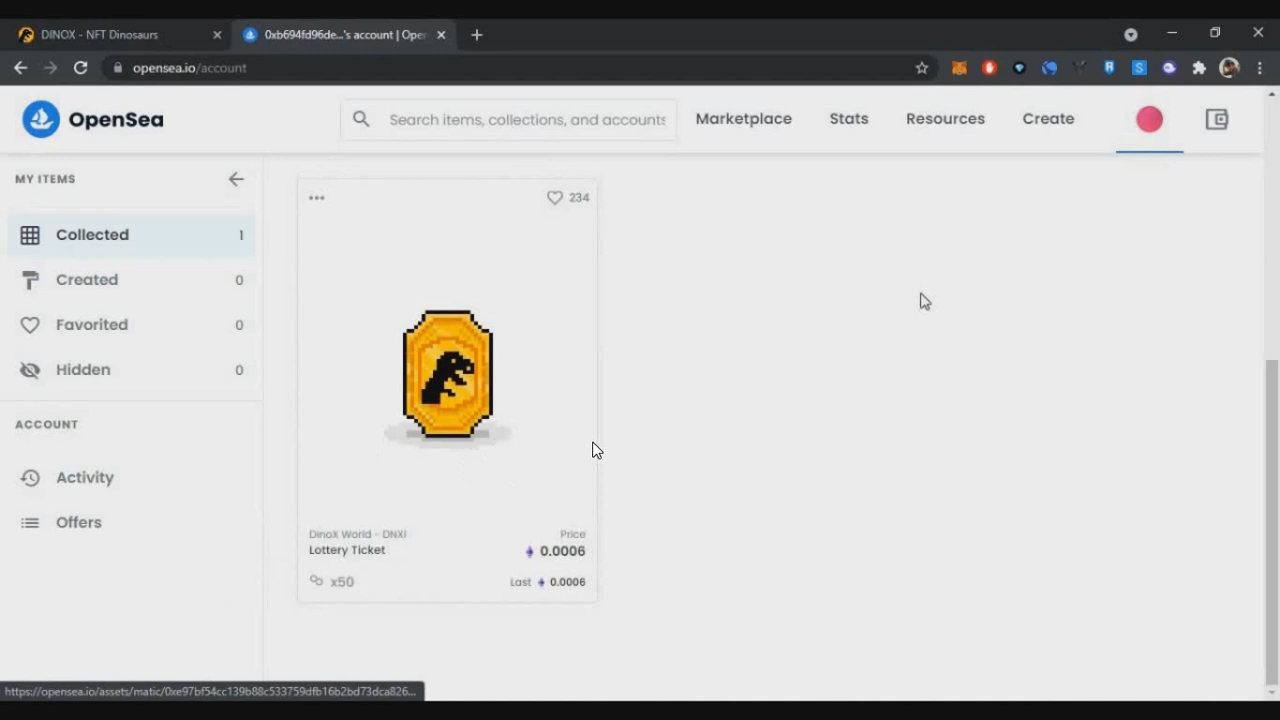 DINOX - NFT Dinosaurs
0xb694fd96de...'s account | Ope
opensea.io/account
OpenSea
Search items, collections, and accounts
Marketplace
Stats
Resources
Create
MY ITEMS
Collected 1
Created 0
Favorited 0
Hidden 0
ACCOUNT
Activity
Offers
234
DinoX World - DNXI
Price
Lottery Ticket
0.0006
x50
Last 0.0006
https://opensea.io/assets/matic/0xe97bf54cc139b88c533759dfb16b2bd73dca826...